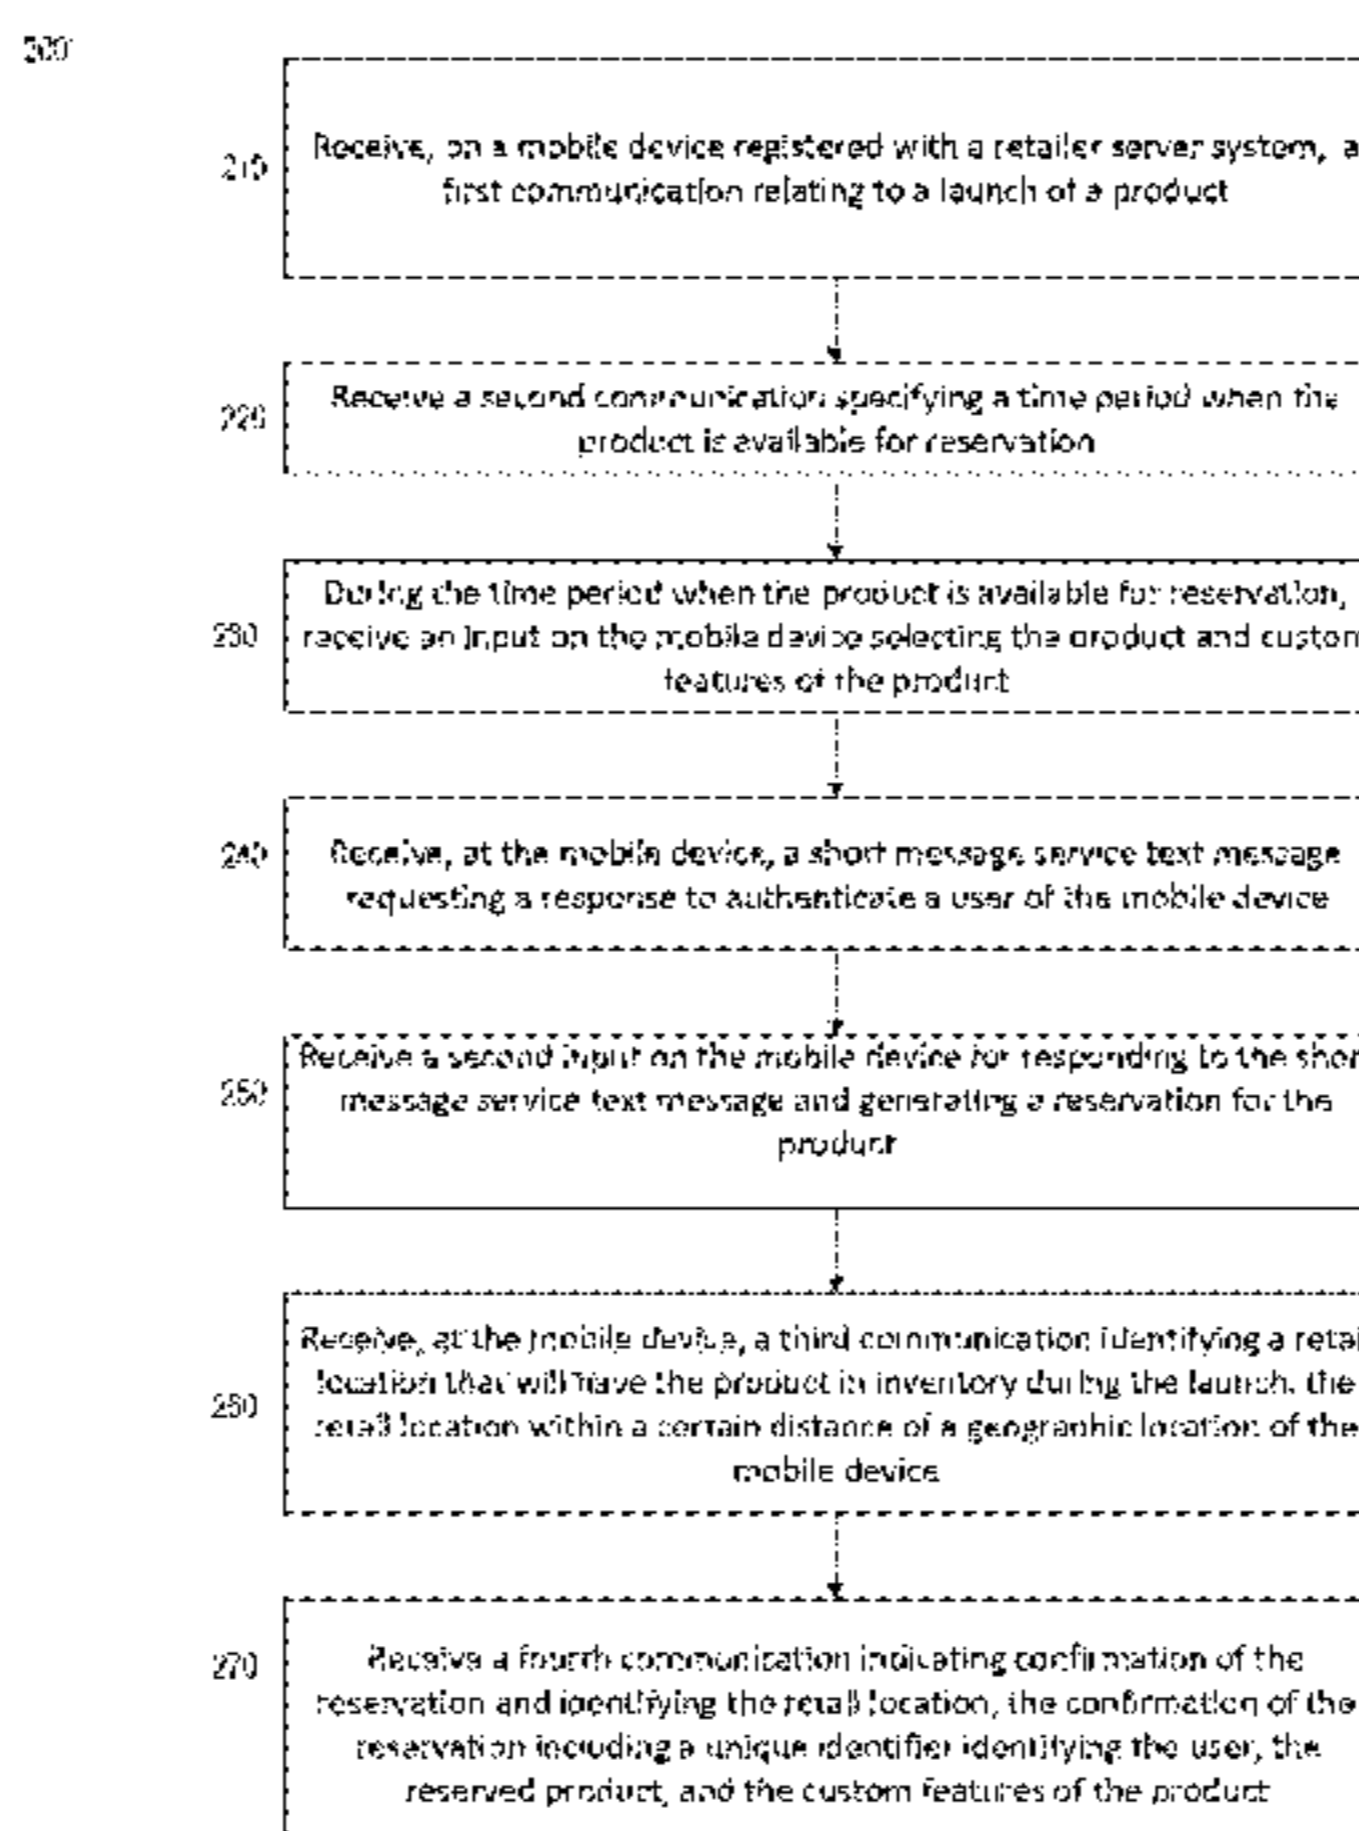 200
210
Receive, on a mobile device registered with a retailer server system, a
first communication relating to a launch of a product
220
Receive a second communication specifying a time period when the
product is available for reservation
230
During the time period when the product is available for reservation,
receive an input on the mobile device selecting the product and custom
features of the product
240
Receive, at the mobile device, a short message service text message
requesting a response to authenticate a user of the mobile device
250
Receive a second input on the mobile device for responding to the shor
message service text message and generating a reservation for the
product
260
Receive, at the mobile device, a third communication identifying a retai
location that will have the product in inventory during the launch, the
retail location within a certain distance of a geographic location of the
mobile device
270
Receive a fourth communication indicating confirmation of the
reservation and identifying the retail location, the confirmation of the
reservation including a unique identifier identifying the user, the
reserved product, and the custom features of the product